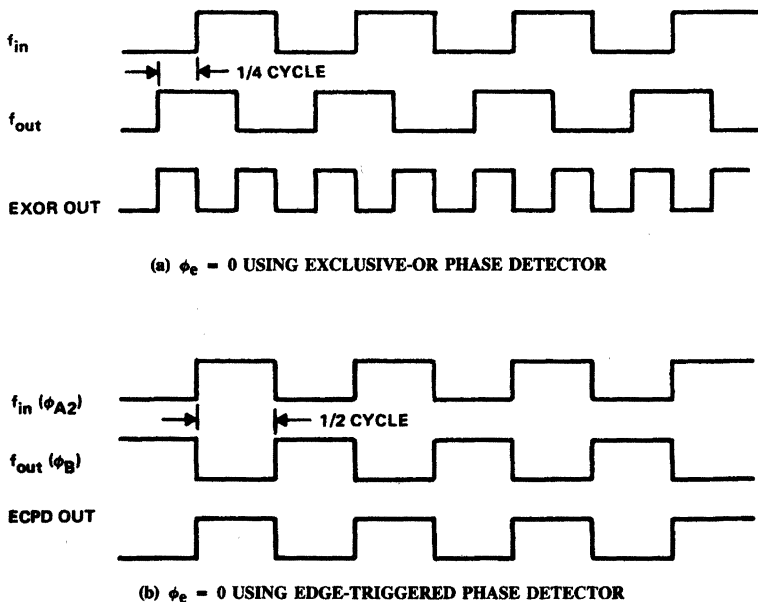 f_in
1/4 CYCLE
f_out
EXOR OUT
(a) ϕ_e = 0 USING EXCLUSIVE-OR PHASE DETECTOR
f_in (ϕ_A2)
1/2 CYCLE
f_out (ϕ_B)
ECPD OUT
(b) ϕ_e = 0 USING EDGE-TRIGGERED PHASE DETECTOR